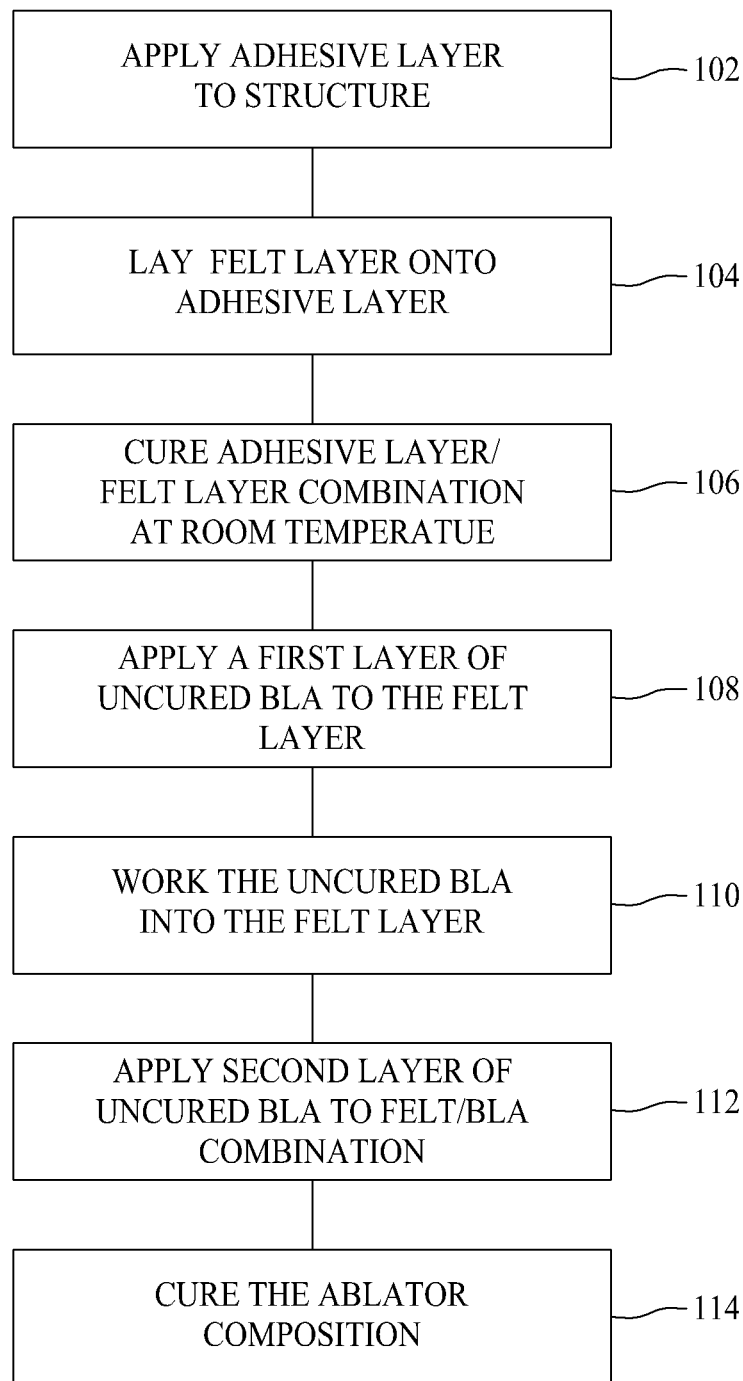 APPLY ADHESIVE LAYER
TO STRUCTURE
102
LAY FELT LAYER ONTO
ADHESIVE LAYER
104
CURE ADHESIVE LAYER/
FELT LAYER COMBINATION
AT ROOM TEMPERATUE
106
APPLY A FIRST LAYER OF
UNCURED BLA TO THE FELT
LAYER
108
WORK THE UNCURED BLA
INTO THE FELT LAYER
110
APPLY SECOND LAYER OF
UNCURED BLA TO FELT/BLA
COMBINATION
112
CURE THE ABLATOR
COMPOSITION
114